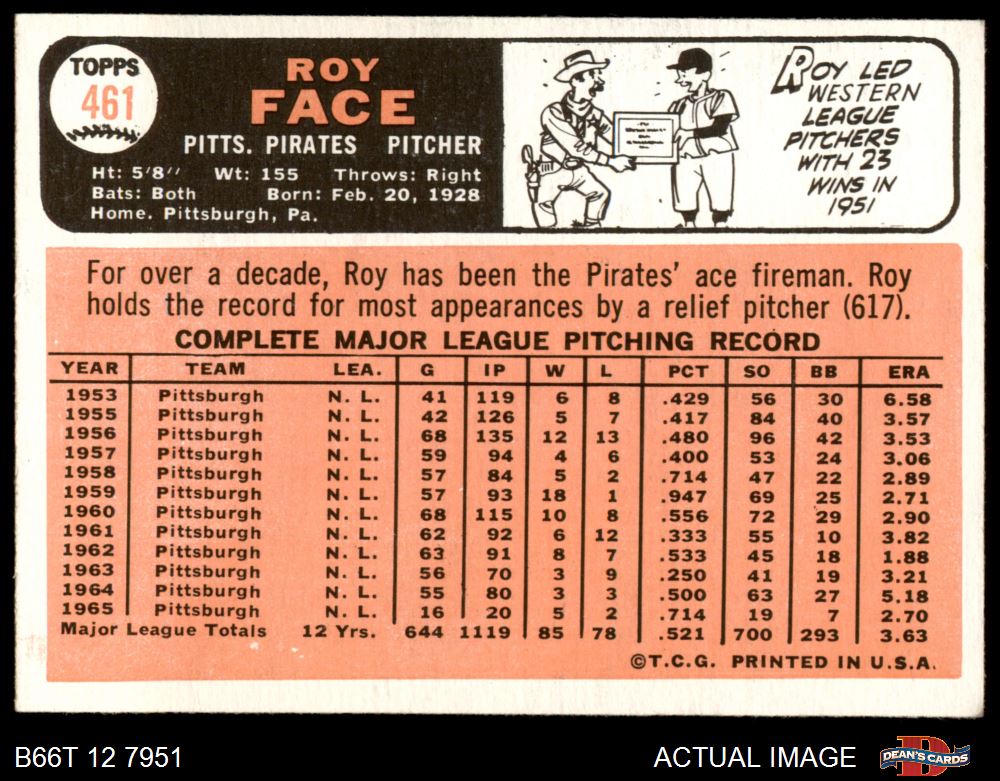 TOPPS
461
ROY
FACE
PITTS. PIRATES PITCHER
Ht: 5'8" Wt: 155 Throws: Right
Bats: Both Born: Feb. 20, 1928
Home. Pittsburgh, Pa.
ROY LED
WESTERN
LEAGUE
PITCHERS
WITH 23
WINS IN
1951
For over a decade, Roy has been the Pirates' ace fireman. Roy
holds the record for most appearances by a relief pitcher (617).
COMPLETE MAJOR LEAGUE PITCHING RECORD
YEAR TEAM LEA. G IP W L PCT SO BB ERA
1953 Pittsburgh N. L. 41 119 6 8 .429 56 30 6.58
1955 Pittsburgh N. L. 42 126 5 7 .417 84 40 3.57
1956 Pittsburgh N. L. 68 135 12 13 .480 96 42 3.53
1957 Pittsburgh N. L. 59 94 4 6 .400 53 24 3.06
1958 Pittsburgh N. L. 57 84 5 2 .714 47 22 2.89
1959 Pittsburgh N. L. 57 93 18 1 .947 69 25 2.71
1960 Pittsburgh N. L. 68 115 10 8 .556 72 29 2.90
1961 Pittsburgh N. L. 62 92 6 12 .333 55 10 3.82
1962 Pittsburgh N. L. 63 91 8 7 .533 45 18 1.88
1963 Pittsburgh N. L. 56 70 3 9 .250 41 19 3.21
1964 Pittsburgh N. L. 55 80 3 3 .500 63 27 5.18
1965 Pittsburgh N. L. 16 20 5 2 .714 19 7 2.70
Major League Totals 12 Yrs. 644 1119 85 78 .521 700 293 3.63
©T.C.G. PRINTED IN U.S.A.
B66T 12 7951
ACTUAL IMAGE
DEAN'S CARDS